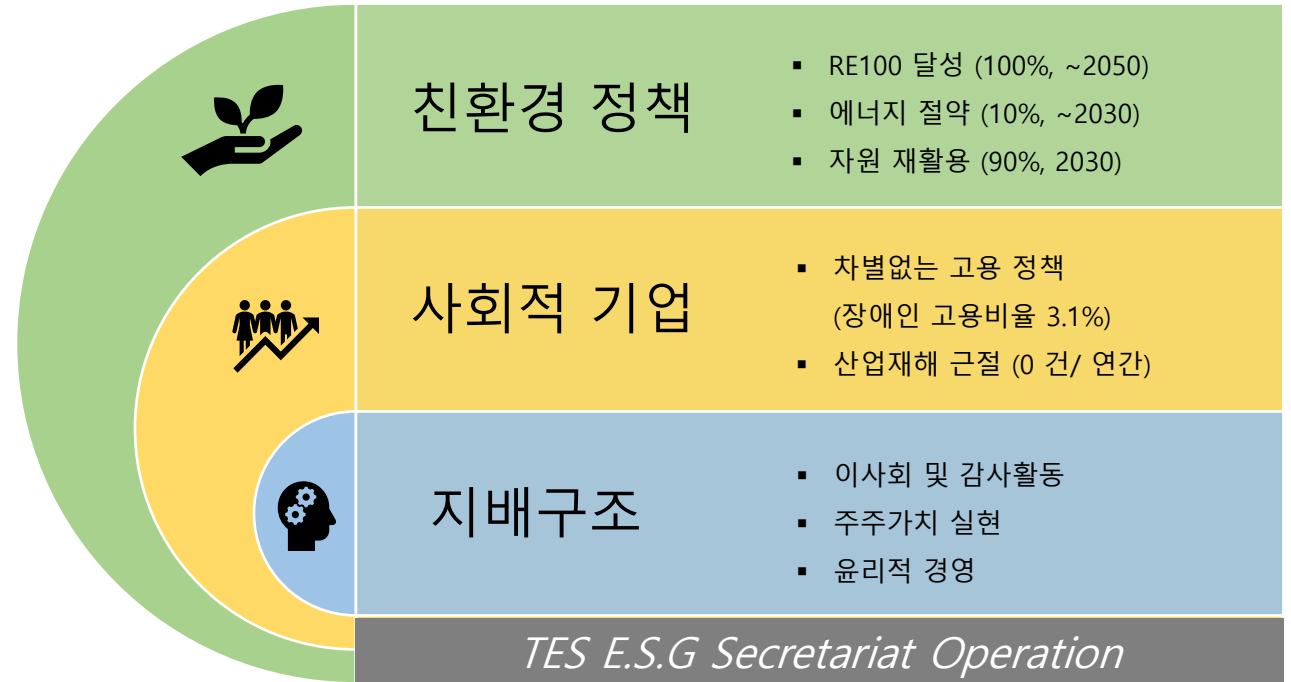 친환경 정책
▪ RE100 달성 (100%, ~2050)
▪ 에너지 절약 (10%, ~2030)
▪ 자원 재활용 (90%, 2030)
사회적 기업
▪ 차별없는 고용 정책
(장애인 고용비율 3.1%)
▪ 산업재해 근절 (0 건/ 연간)
지배구조
▪ 이사회 및 감사활동
▪ 주주가치 실현
▪ 윤리적 경영
TES E.S.G Secretariat Operation